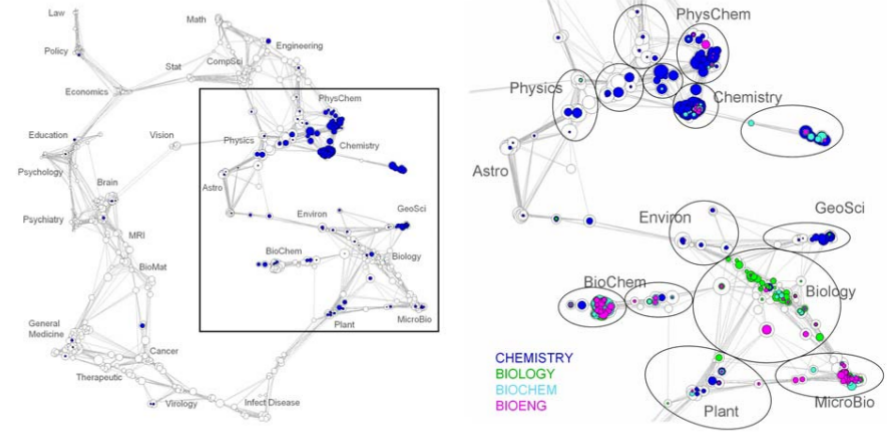 Law
Math
Policy
Engineering
CompSci
Stat
Economics
PhysChem
Education
Vision
Physics
Chemistry
Psychology
Brain
Astro
Psychiatry
Environ
GeoSci
MRI
BioChem
Biology
BioMat
General
Medicine
Plant
MicroBio
Cancer
Therapeutic
Virology
Infect Disease
PhysChem
Physics
Chemistry
Astro
Environ
GeoSci
BioChem
Biology
CHEMISTRY
BIOLOGY
BIOCHEM
BIOENG
Plant
MicroBio